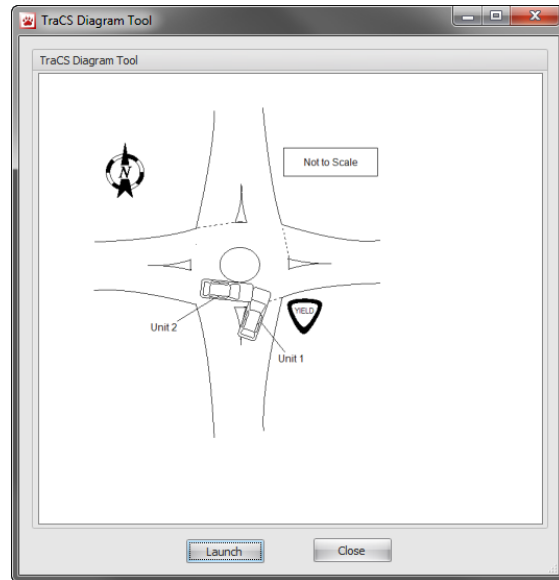 TraCS Diagram Tool
TraCS Diagram Tool
Not to Scale
N
YIELD
Unit 2
Unit 1
Launch
Close